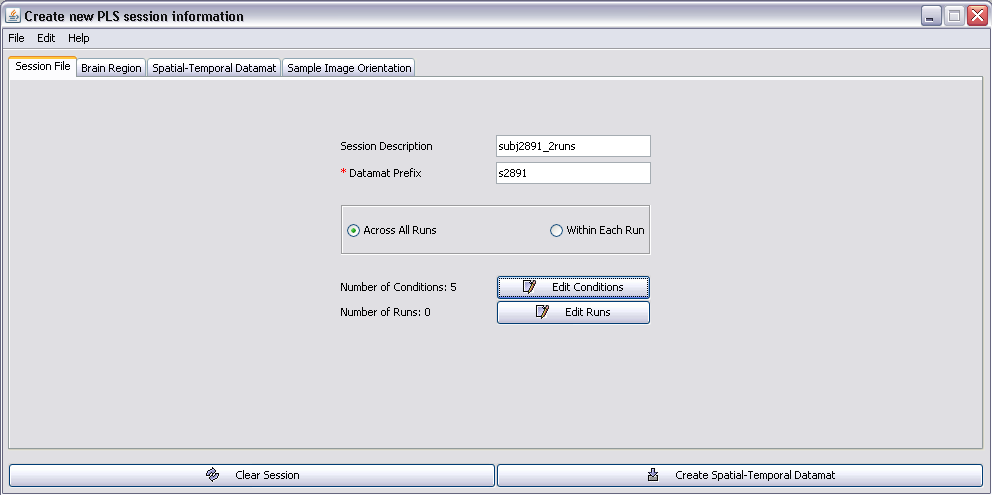 Create new PLS session information
File Edit Help
Session File Brain Region Spatial-Temporal Datamat Sample Image Orientation
Session Description subj2891_2runs
* Datamat Prefix s2891
Across All Runs Within Each Run
Number of Conditions: 5 Edit Conditions
Number of Runs: 0 Edit Runs
Clear Session Create Spatial-Temporal Datamat